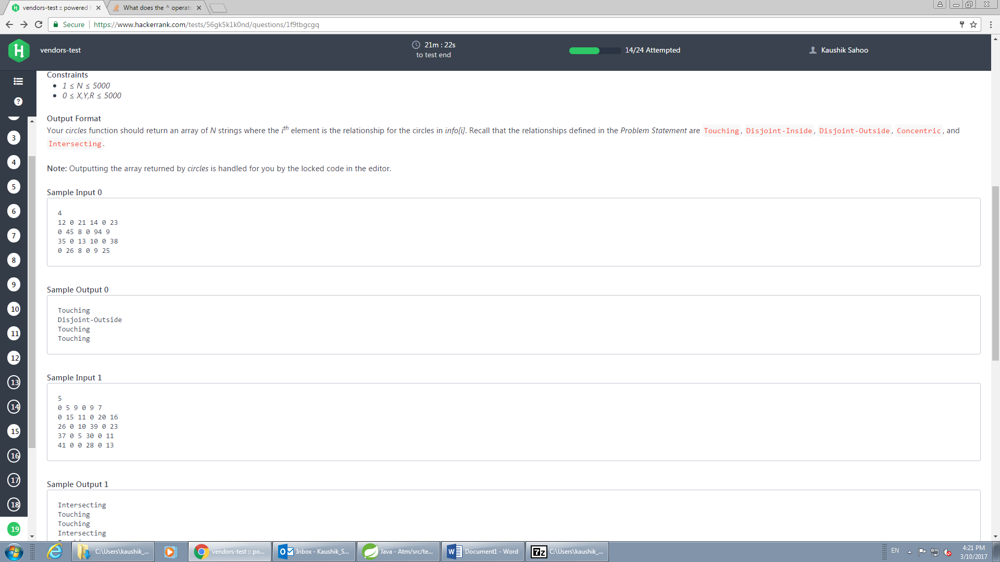 vendors-test :: powered b
What does the ^ operato
Secure
https://www.hackerrank.com/tests/56gk5k1k0nd/questions/1f9tbgcgq
vendors-test
21m : 22s
to test end
14/24 Attempted
Kaushik Sahoo
Constraints
• 1 ≤ N ≤ 5000
• 0 ≤ X,Y,R ≤ 5000
Output Format
Your circles function should return an array of N strings where the ith element is the relationship for the circles in info[i]. Recall that the relationships defined in the Problem Statement are Touching, Disjoint-Inside, Disjoint-Outside, Concentric, and
Intersecting.
Note: Outputting the array returned by circles is handled for you by the locked code in the editor.
Sample Input 0
4
12 0 21 14 0 23
0 45 8 0 94 9
35 0 13 10 0 38
0 26 8 0 9 25
Sample Output 0
Touching
Disjoint-Outside
Touching
Touching
Sample Input 1
5
0 5 9 0 9 7
0 15 11 0 20 16
26 0 10 39 0 23
37 0 5 30 0 11
41 0 0 28 0 13
Sample Output 1
Intersecting
Touching
Touching
Intersecting
?
3
4
5
6
7
8
9
10
11
12
13
14
15
16
17
18
19
C:\Users\kaushik_...
vendors-test :: po...
Inbox - Kaushik_S...
Java - Atm/src/te...
Document1 - Word
7z
C:\Users\kaushik_...
EN
4:21 PM
3/10/2017